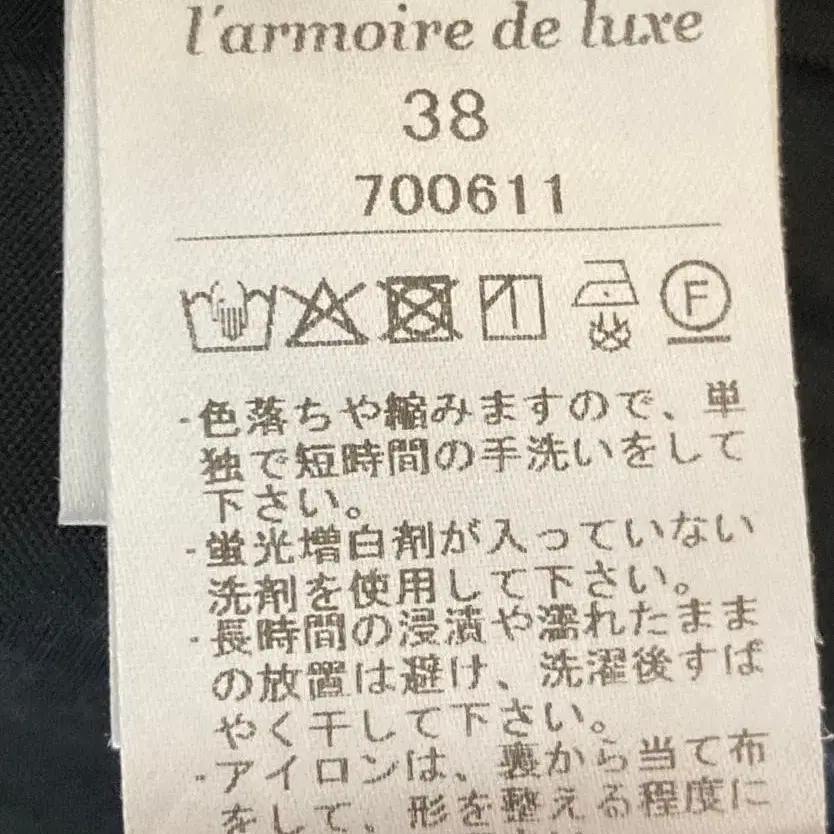 l'armoire de luxe
38
700611
F
・色落ちや縮みますので、単
独で短時間の手洗いをして
下さい。
・蛍光増白剤が入っていない
洗剤を使用して下さい。
・長時間の浸漬や濡れたまま
の放置は避け、洗濯後すば
やく干して下さい。
・アイロンは、裏から当て布
をして、形を整える程度に